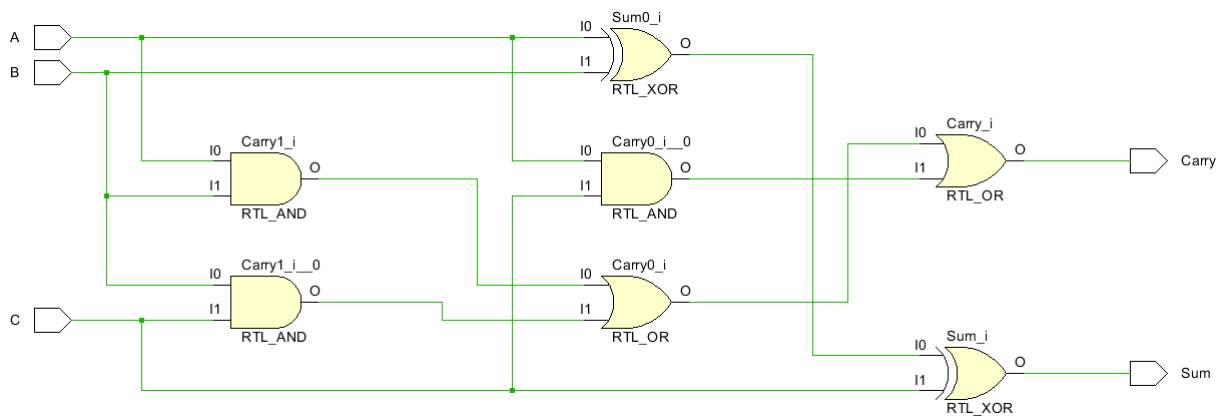 Sum0_i
A
I0
O
B
I1
RTL_XOR
Carry1_i
Carry0_i__0
Carry_i
I0
O
I0
O
I0
O
Carry
I1
I1
I1
RTL_AND
RTL_AND
RTL_OR
Carry1_i__0
Carry0_i
I0
O
I0
O
C
I1
I1
RTL_AND
RTL_OR
Sum_i
I0
O
Sum
I1
RTL_XOR